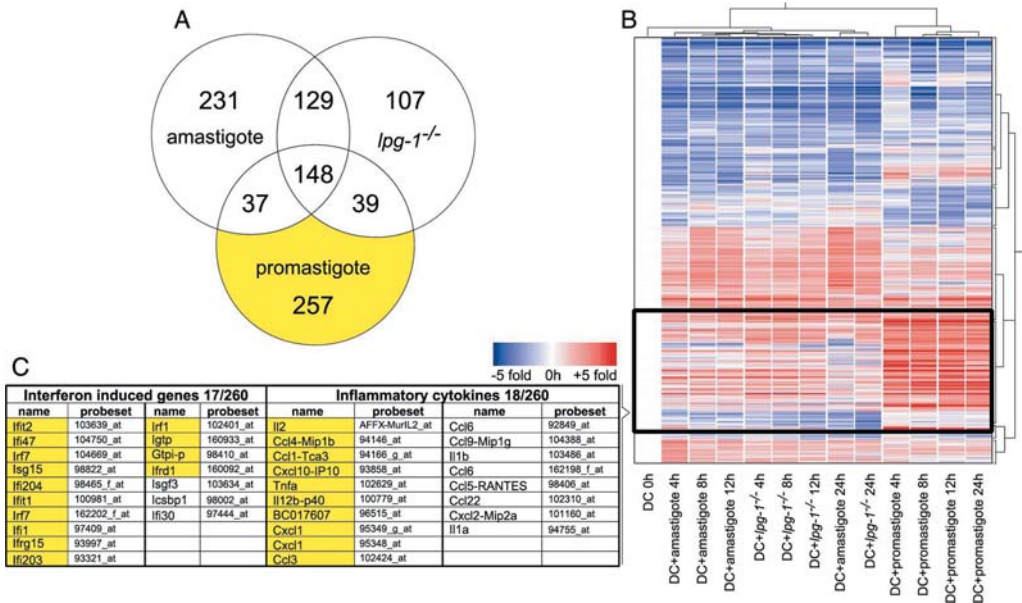 A
231
129
107
amastigote
lpg-1-/-
148
37
39
promastigote
257
B
-5 fold 0h +5 fold
DC 0h
DC+amastigote 4h
DC+amastigote 8h
DC+amastigote 12h
DC+lpg-1-/- 4h
DC+lpg-1-/- 8h
DC+lpg-1-/- 12h
DC+amastigote 24h
DC+lpg-1-/- 24h
DC+promastigote 4h
DC+promastigote 8h
DC+promastigote 12h
DC+promastigote 24h
C
Interferon induced genes 17/260 Inflammatory cytokines 18/260
name probeset name probeset name probeset name probeset
Ifit2 103639_at Irf1 102401_at Il2 AFFX-MurIL2_at Ccl6 92849_at
Ifi47 104750_at Igtp 160933_at Ccl4-Mip1b 94146_at Ccl9-Mip1g 104388_at
Irf7 104669_at Gtpi-p 98410_at Ccl1-Tca3 94166_g_at Il1b 103486_at
Isg15 98822_at Ifrd1 160092_at Cxcl10-IP10 93858_at Ccl6 162198_f_at
Ifi204 98465_f_at Isgf3 103634_at Tnfa 102629_at Ccl5-RANTES 98406_at
Ifit1 100981_at Icsbp1 98002_at Il12b-p40 100779_at Ccl22 102310_at
Irf7 162202_f_at Ifi30 97444_at BC017607 96515_at Cxcl2-Mip2a 101160_at
Ifi1 97409_at Cxcl1 95349_g_at Il1a 94755_at
Ifrg15 93997_at Cxcl1 95348_at
Ifi203 93321_at Ccl3 102424_at